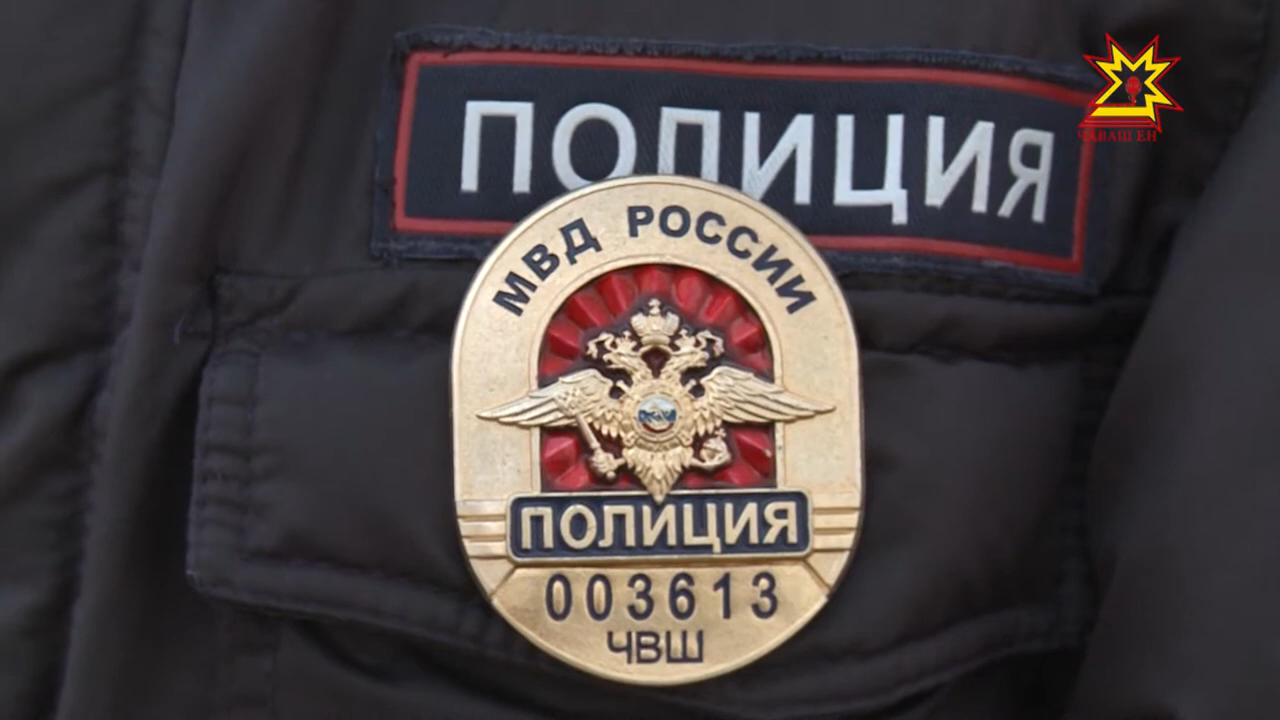 ПОЛИЦИЯ
ЧĂВАШ ЕН
МВД РОССИИ
ПОЛИЦИЯ
003613
ЧВШ